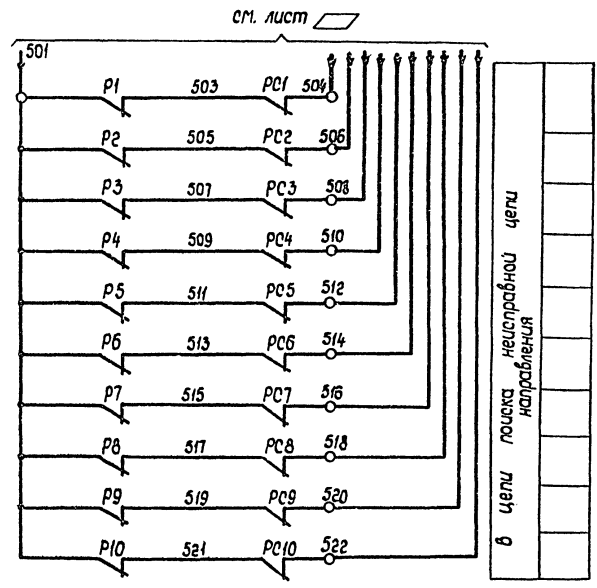 см. лист
501
Р1 503 РС1 504
Р2 505 РС2 506
Р3 507 РС3 508
Р4 509 РС4 510
Р5 511 РС5 512
Р6 513 РС6 514
Р7 515 РС7 516
Р8 517 РС8 518
Р9 519 РС9 520
Р10 521 РС10 522
В цепи поиска неисправной цепи
направления